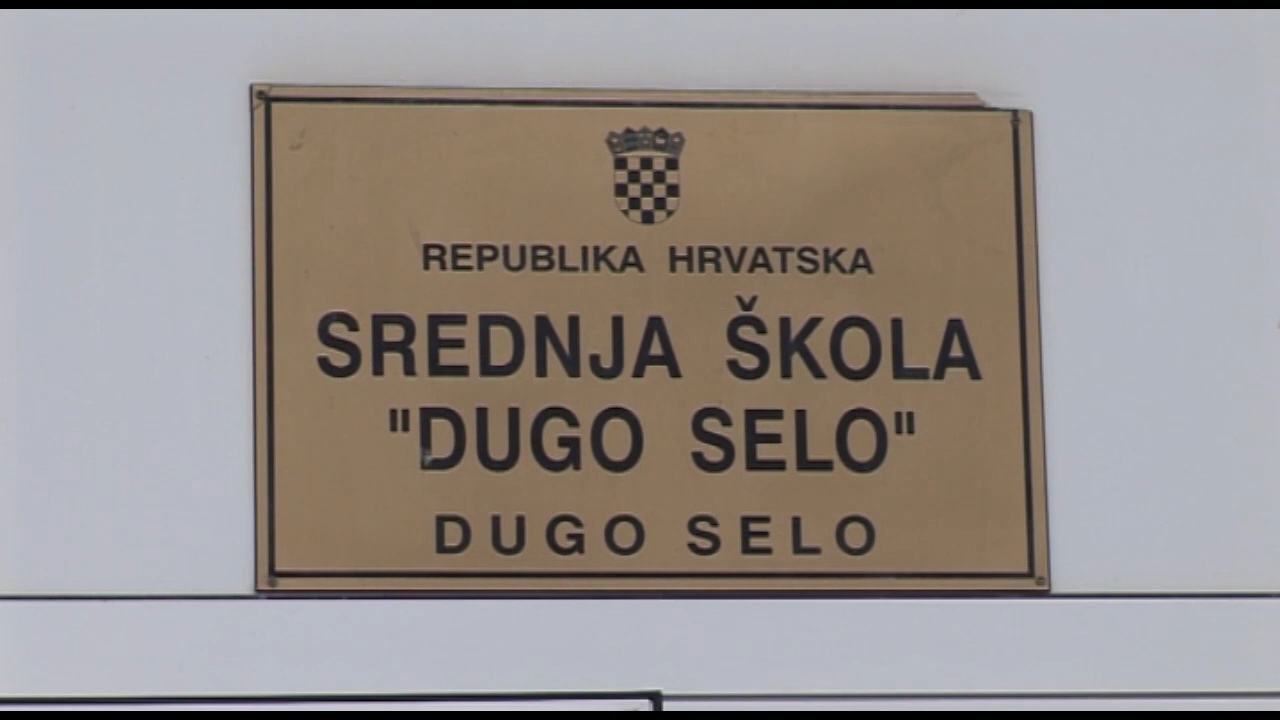 REPUBLIKA HRVATSKA
SREDNJA ŠKOLA
"DUGO SELO"
DUGO SELO